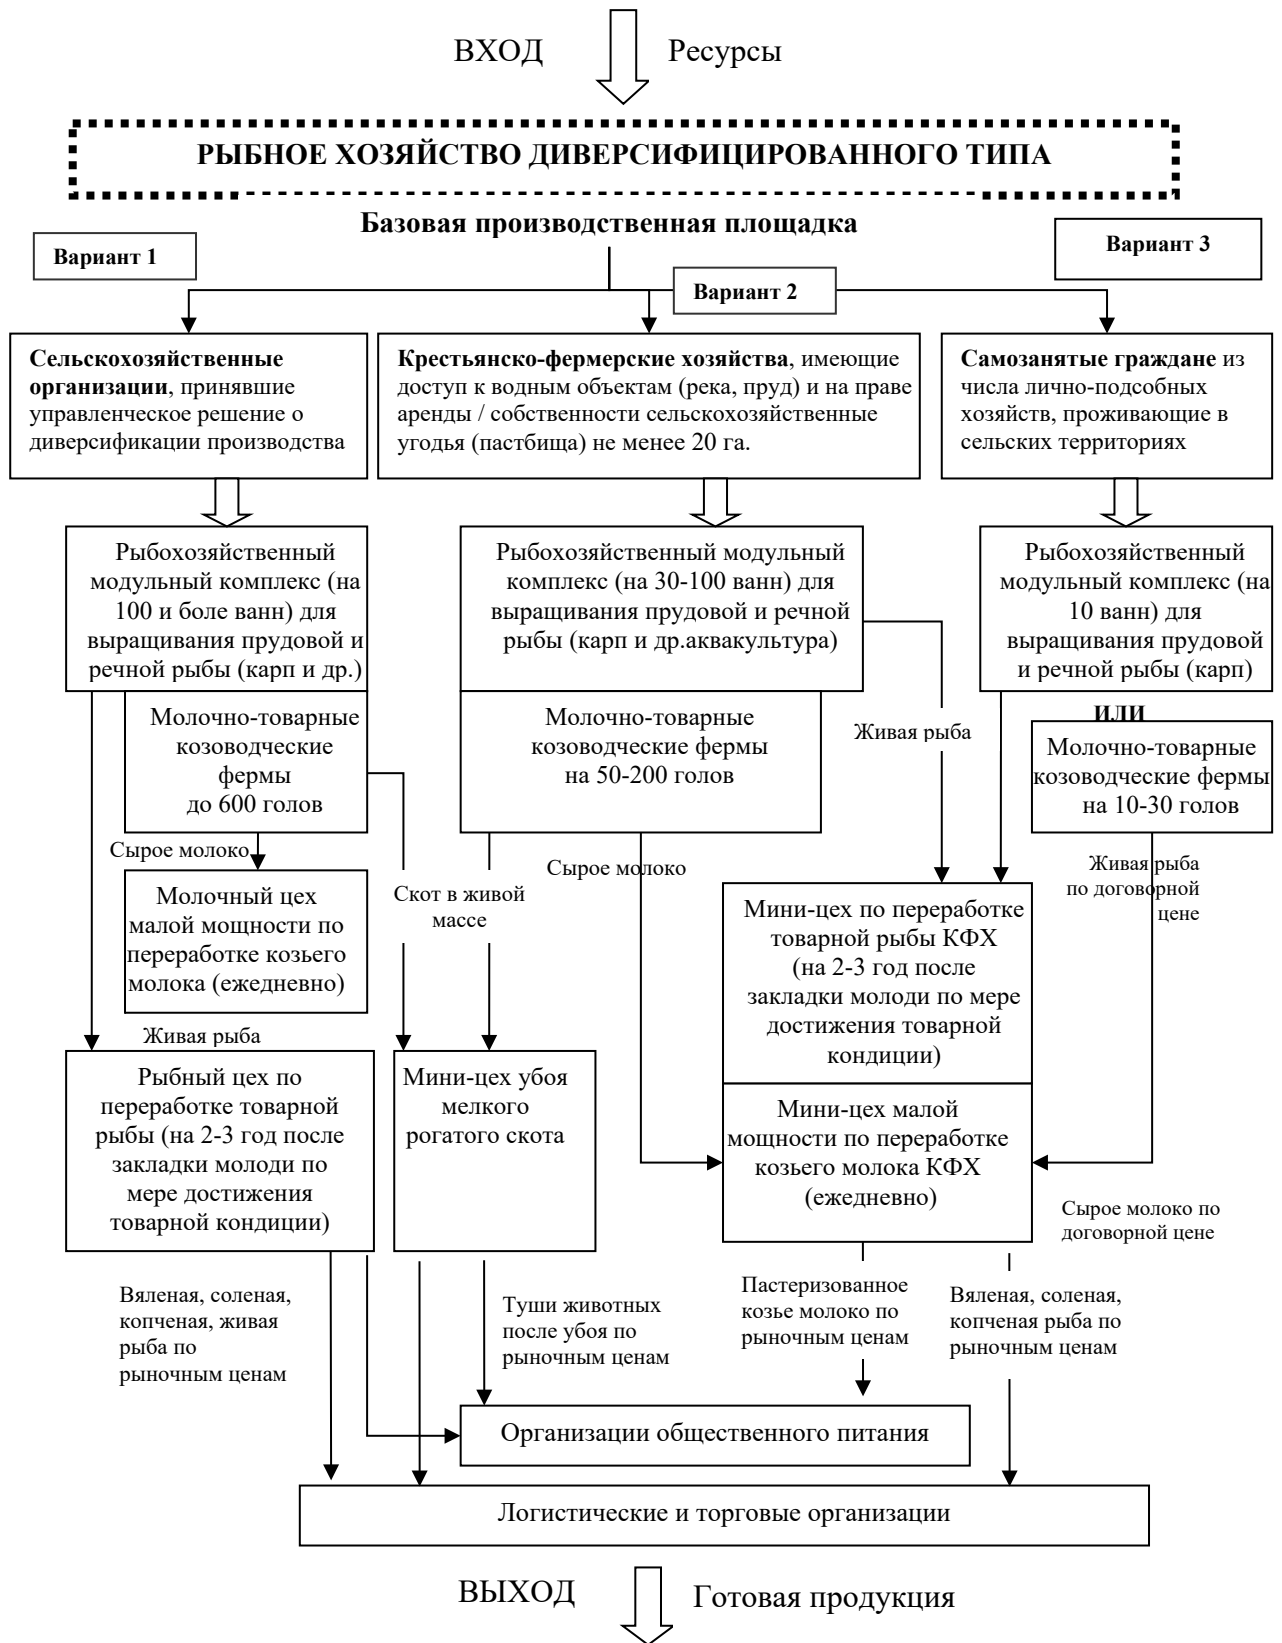 ВХОД Ресурсы
РЫБНОЕ ХОЗЯЙСТВО ДИВЕРСИФИЦИРОВАННОГО ТИПА
Базовая производственная площадка
Вариант 1
Вариант 2
Вариант 3
Сельскохозяйственные
организации, принявшие
управленческое решение о
диверсификации производства
Крестьянско-фермерские хозяйства, имеющие
доступ к водным объектам (река, пруд) и на праве
аренды / собственности сельскохозяйственные
угодья (пастбища) не менее 20 га.
Самозанятые граждане из
числа лично-подсобных
хозяйств, проживающие в
сельских территориях
Рыбохозяйственный
модульный комплекс (на
100 и боле ванн) для
выращивания прудовой и
речной рыбы (карп и др.)
Рыбохозяйственный модульный
комплекс (на 30-100 ванн) для
выращивания прудовой и речной
рыбы (карп и др.аквакультура)
Рыбохозяйственный
модульный комплекс (на
10 ванн) для
выращивания прудовой
и речной рыбы (карп)
ИЛИ
Молочно-товарные
козоводческие
фермы
до 600 голов
Молочно-товарные
козоводческие фермы
на 50-200 голов
Живая рыба
Молочно-товарные
козоводческие фермы
на 10-30 голов
Сырое молоко
Молочный цех
малой мощности по
переработке козьего
молока (ежедневно)
Скот в живой
массе
Сырое молоко
Живая рыба
по договорной
цене
Мини-цех по переработке
товарной рыбы КФХ
(на 2-3 год после
закладки молоди по мере
достижения товарной
кондиции)
Живая рыба
Рыбный цех по
переработке товарной
рыбы (на 2-3 год после
закладки молоди по
мере достижения
товарной кондиции)
Мини-цех убоя
мелкого
рогатого скота
Мини-цех малой
мощности по переработке
козьего молока КФХ
(ежедневно)
Сырое молоко по
договорной цене
Вяленая, соленая,
копченая, живая
рыба по
рыночным ценам
Туши животных
после убоя по
рыночным ценам
Пастеризованное
козье молоко по
рыночным ценам
Вяленая, соленая,
копченая рыба по
рыночным ценам
Организации общественного питания
Логистические и торговые организации
ВЫХОД Готовая продукция